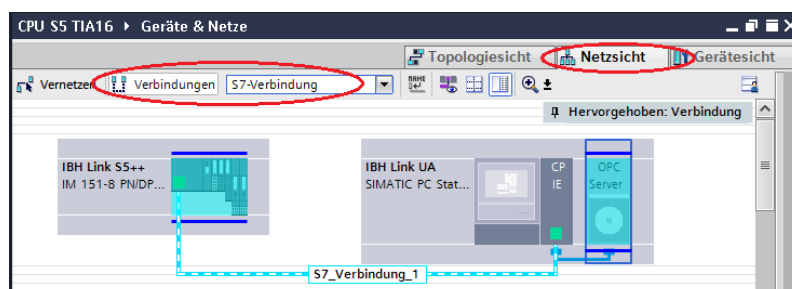 CPU S5 TIA16 ▸ Geräte & Netze
Topologiesicht Netzsicht Gerätesicht
Vernetzen Verbindungen S7-Verbindung
Hervorgehoben: Verbindung
IBH Link S5++
IM 151-8 PN/DP...
IBH Link UA
SIMATIC PC Stat...
CP
IE
OPC
Server
S7_Verbindung_1